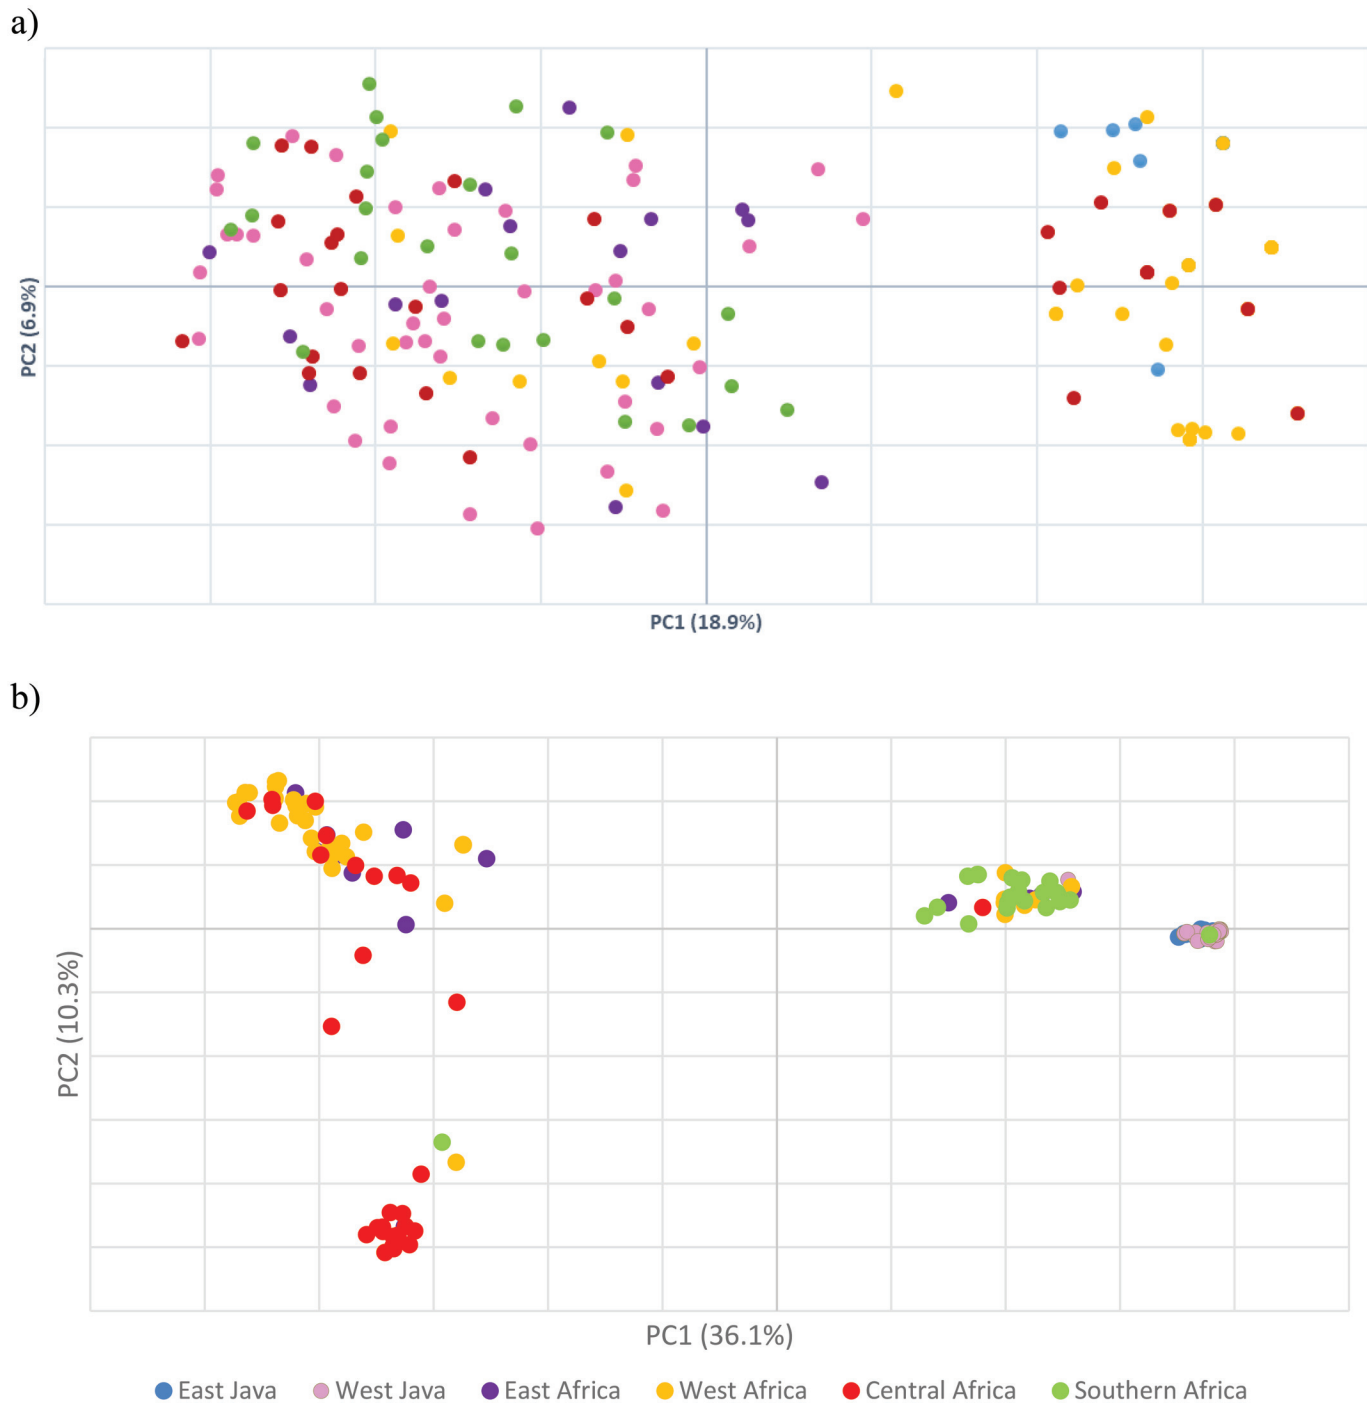 a)
PC2 (6.9%)
PC1 (18.9%)
b)
PC2 (10.3%)
PC1 (36.1%)
East Java West Java East Africa West Africa Central Africa Southern Africa